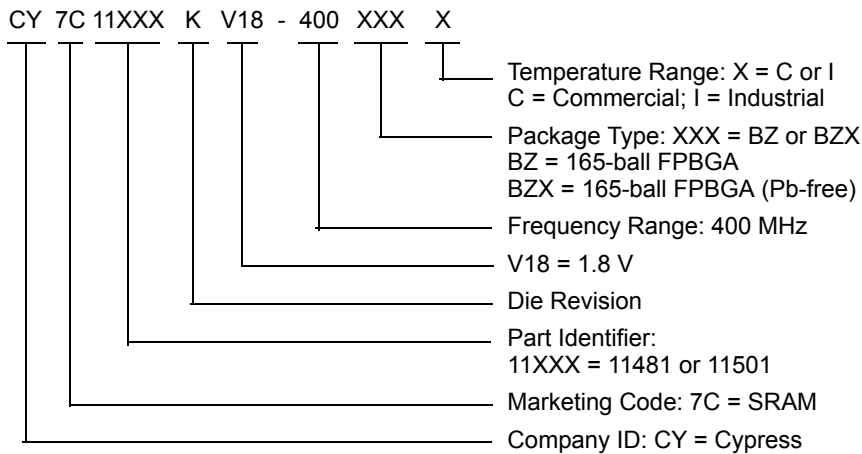 CY 7C 11XXX K V18 - 400 XXX X
Temperature Range: X = C or I
C = Commercial; I = Industrial
Package Type: XXX = BZ or BZX
BZ = 165-ball FPBGA
BZX = 165-ball FPBGA (Pb-free)
Frequency Range: 400 MHz
V18 = 1.8 V
Die Revision
Part Identifier:
11XXX = 11481 or 11501
Marketing Code: 7C = SRAM
Company ID: CY = Cypress